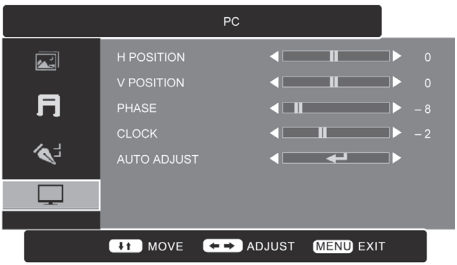 PC
H POSITION 0
V POSITION 0
PHASE – 8
CLOCK – 2
AUTO ADJUST
MOVE ADJUST MENU EXIT